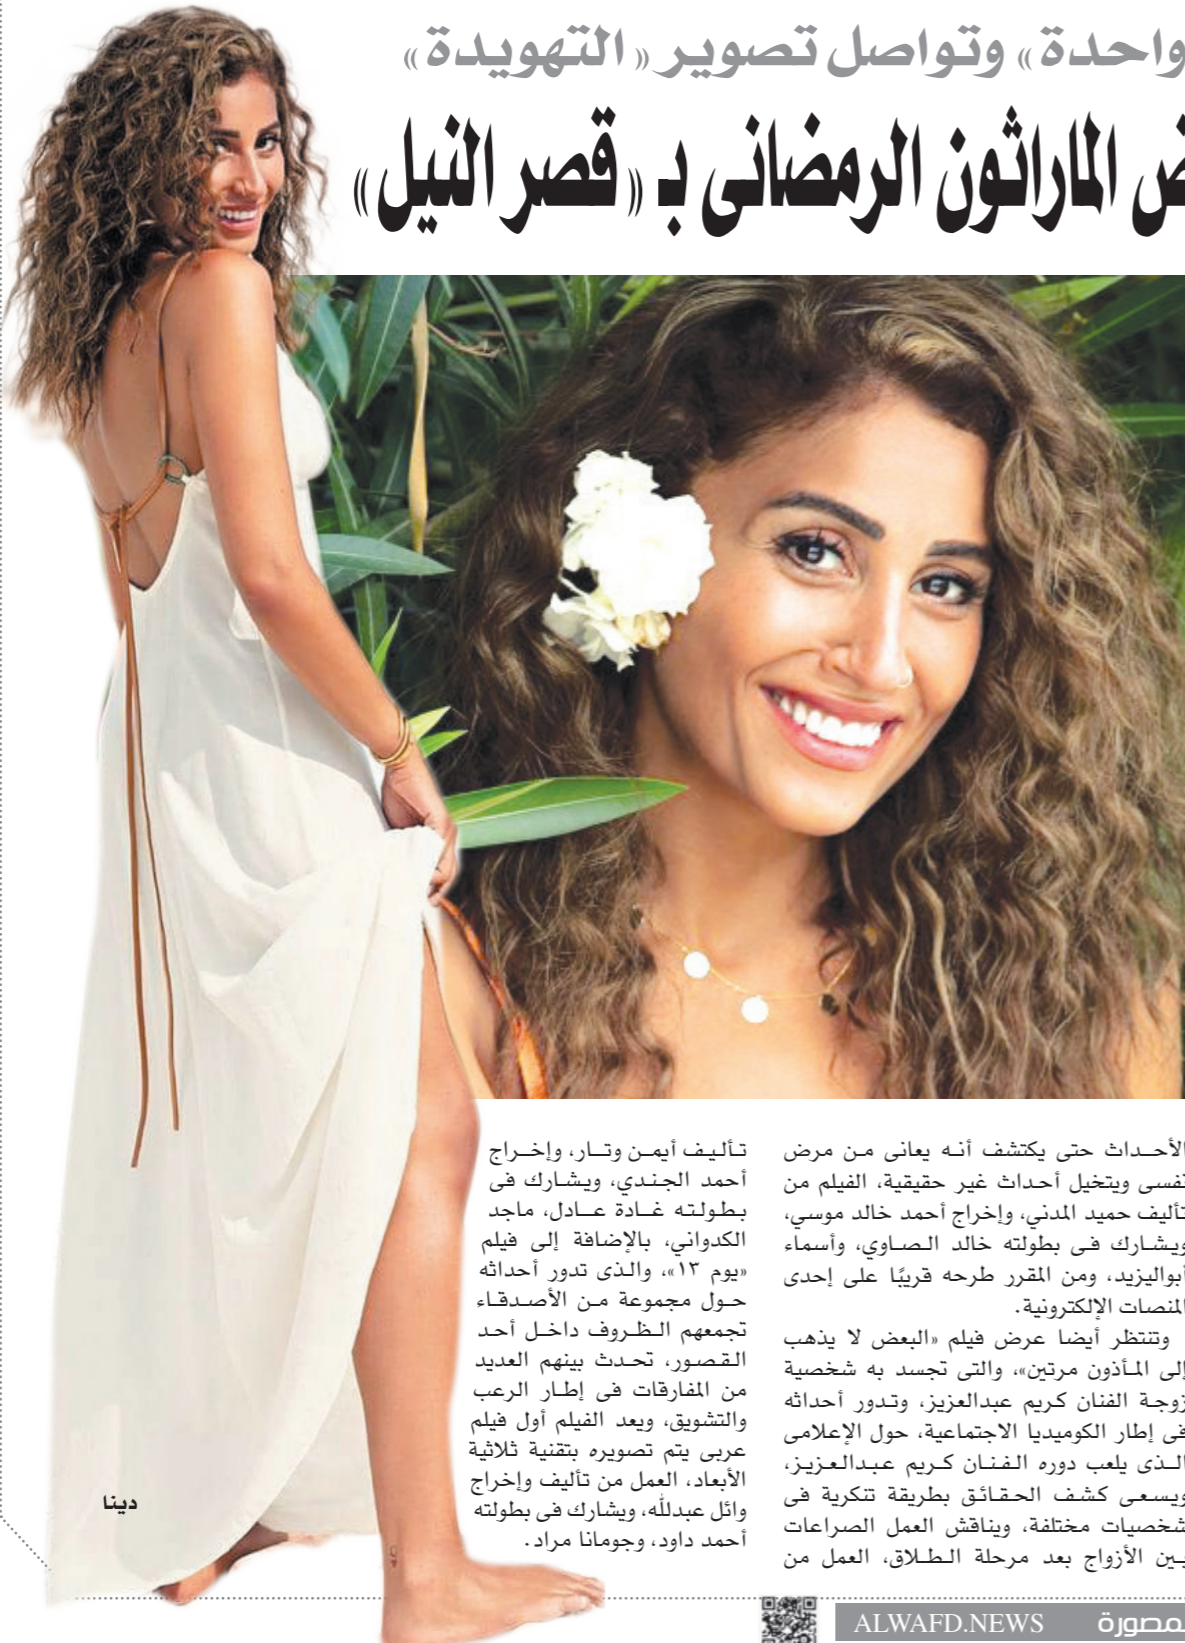 واحدة» وتواصل تصوير «التهويدة»
ض الماراثون الرمضانى بـ «قصر النيل»
الأحداث حتى يكتشف أنه يعانى من مرض
نفسى ويتخيل أحداث غير حقيقية، الفيلم من
تأليف حميد المدني، وإخراج أحمد خالد موسي،
ويشارك فى بطولته خالد الصاوي، وأسماء
أبواليزيد، ومن المقرر طرحه قريبًا على إحدى
المنصات الإلكترونية.
وتنتظر أيضا عرض فيلم «البعض لا يذهب
إلى المأذون مرتين»، والتى تجسد به شخصية
زوجة الفنان كريم عبدالعزيز، وتدور أحداثه
فى إطار الكوميديا الاجتماعية، حول الإعلامى
الذى يلعب دوره الفنان كريم عبدالعزيز،
ويسعى كشف الحقائق بطريقة تنكرية فى
شخصيات مختلفة، ويناقش العمل الصراعات
بين الأزواج بعد مرحلة الطلاق، العمل من
تأليف أيمن وتار، وإخراج
أحمد الجندي، ويشارك فى
بطولته غادة عادل، ماجد
الكدواني، بالإضافة إلى فيلم
«يوم ١٣»، والذى تدور أحداثه
حول مجموعة من الأصدقاء
تجمعهم الظروف داخل أحد
القصور، تحدث بينهم العديد
من المفارقات فى إطار الرعب
والتشويق، ويعد الفيلم أول فيلم
عربى يتم تصويره بتقنية ثلاثية
الأبعاد، العمل من تأليف وإخراج
وائل عبدالله، ويشارك فى بطولته
أحمد داود، وجومانا مراد.
دينا
مصورة ALWAFD.NEWS